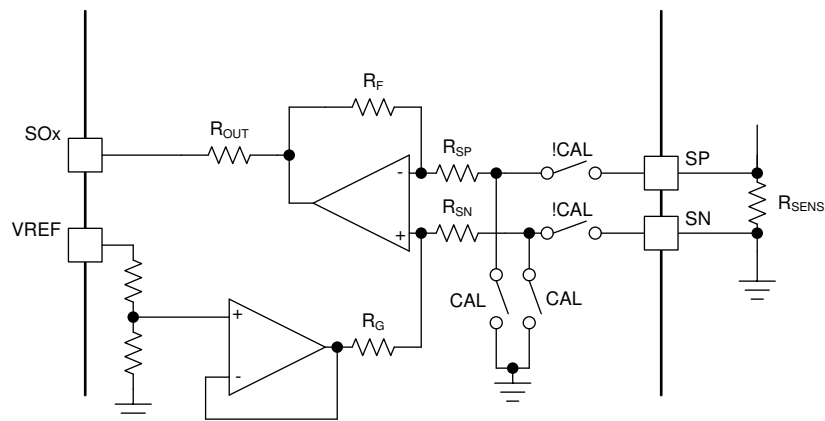 SOx
VREF
R_OUT
R_F
-
+
R_SP
R_SN
!CAL
!CAL
SP
SN
R_SENS
CAL
CAL
+
-
R_G